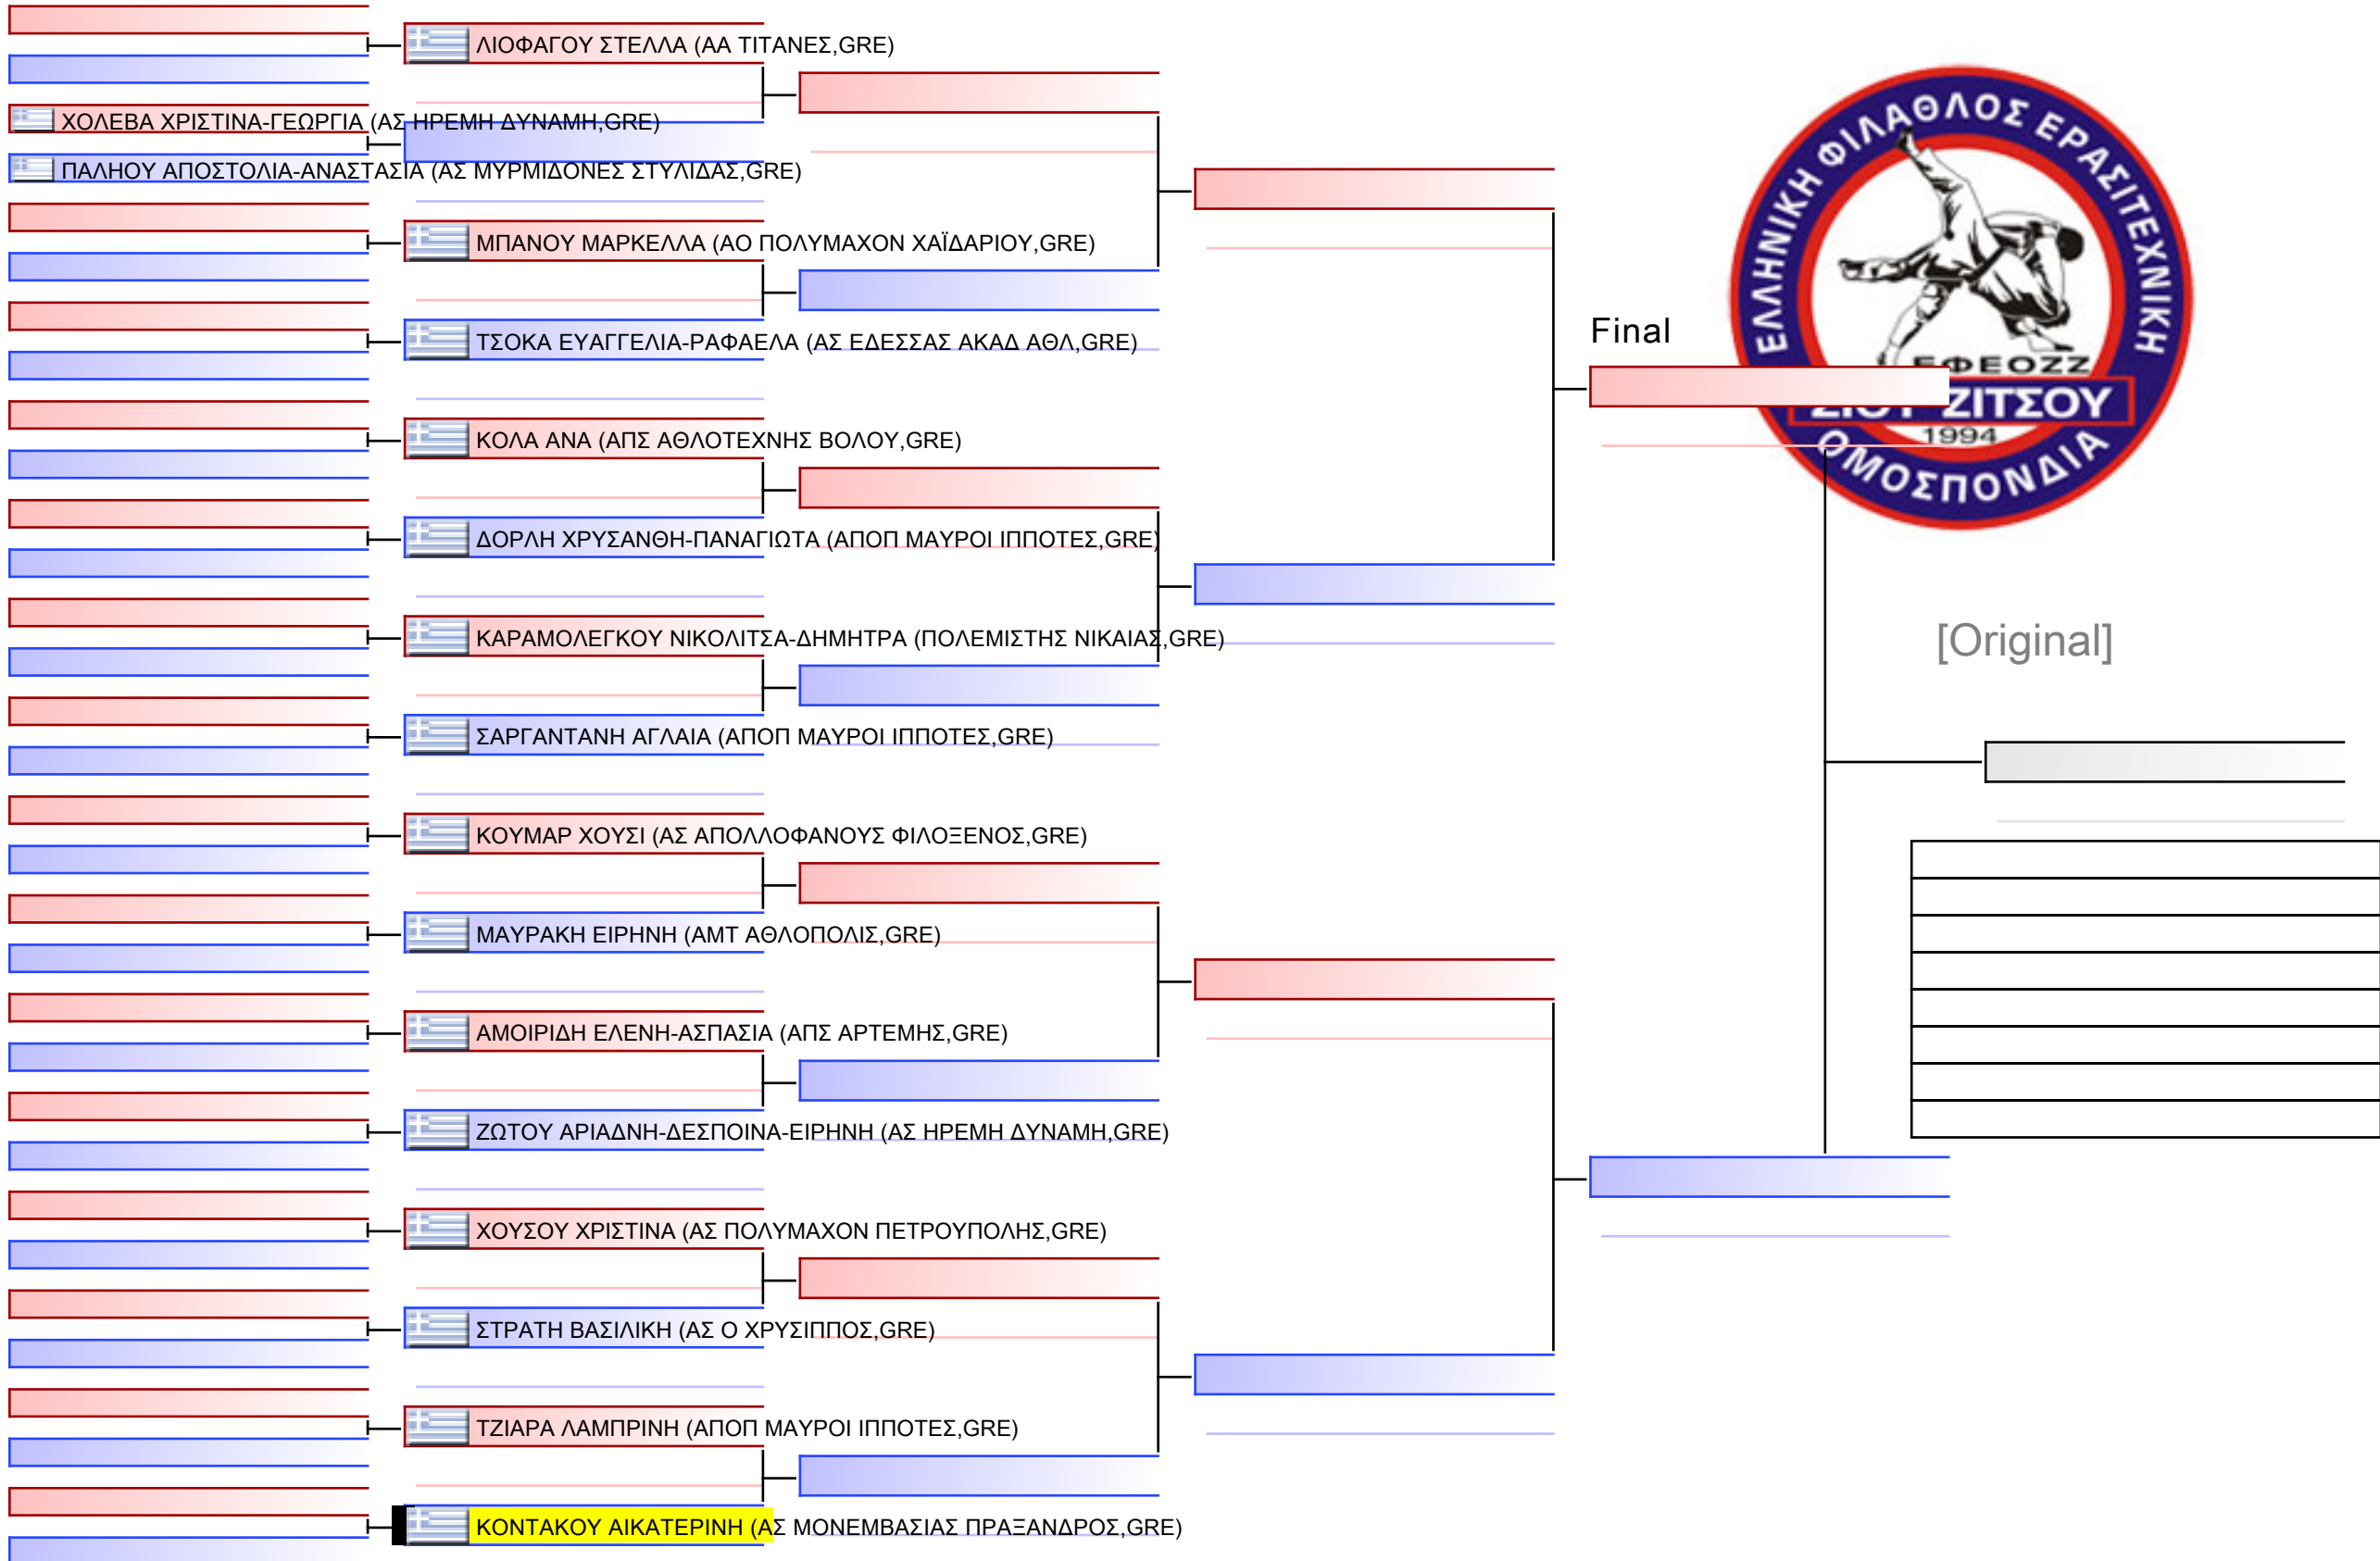 ΛΙΟΦΑΓΟΥ ΣΤΕΛΛΑ (ΑΑ ΤΙΤΑΝΕΣ,GRE)
ΧΟΛΕΒΑ ΧΡΙΣΤΙΝΑ-ΓΕΩΡΓΙΑ (ΑΣ ΗΡΕΜΗ ΔΥΝΑΜΗ,GRE)
ΠΑΛΗΟΥ ΑΠΟΣΤΟΛΙΑ-ΑΝΑΣΤΑΣΙΑ (ΑΣ ΜΥΡΜΙΔΟΝΕΣ ΣΤΥΛΙΔΑΣ,GRE)
ΜΠΑΝΟΥ ΜΑΡΚΕΛΛΑ (ΑΟ ΠΟΛΥΜΑΧΟΝ ΧΑΪΔΑΡΙΟΥ,GRE)
ΤΣΟΚΑ ΕΥΑΓΓΕΛΙΑ-ΡΑΦΑΕΛΑ (ΑΣ ΕΔΕΣΣΑΣ ΑΚΑΔ ΑΘΛ,GRE)
ΚΟΛΑ ΑΝΑ (ΑΠΣ ΑΘΛΟΤΕΧΝΗΣ ΒΟΛΟΥ,GRE)
ΔΟΡΛΗ ΧΡΥΣΑΝΘΗ-ΠΑΝΑΓΙΩΤΑ (ΑΠΟΠ ΜΑΥΡΟΙ ΙΠΠΟΤΕΣ,GRE)
ΚΑΡΑΜΟΛΕΓΚΟΥ ΝΙΚΟΛΙΤΣΑ-ΔΗΜΗΤΡΑ (ΠΟΛΕΜΙΣΤΗΣ ΝΙΚΑΙΑΣ,GRE)
ΣΑΡΓΑΝΤΑΝΗ ΑΓΛΑΙΑ (ΑΠΟΠ ΜΑΥΡΟΙ ΙΠΠΟΤΕΣ,GRE)
ΚΟΥΜΑΡ ΧΟΥΣΙ (ΑΣ ΑΠΟΛΛΟΦΑΝΟΥΣ ΦΙΛΟΞΕΝΟΣ,GRE)
ΜΑΥΡΑΚΗ ΕΙΡΗΝΗ (ΑΜΤ ΑΘΛΟΠΟΛΙΣ,GRE)
ΑΜΟΙΡΙΔΗ ΕΛΕΝΗ-ΑΣΠΑΣΙΑ (ΑΠΣ ΑΡΤΕΜΗΣ,GRE)
ΖΩΤΟΥ ΑΡΙΑΔΝΗ-ΔΕΣΠΟΙΝΑ-ΕΙΡΗΝΗ (ΑΣ ΗΡΕΜΗ ΔΥΝΑΜΗ,GRE)
ΧΟΥΣΟΥ ΧΡΙΣΤΙΝΑ (ΑΣ ΠΟΛΥΜΑΧΟΝ ΠΕΤΡΟΥΠΟΛΗΣ,GRE)
ΣΤΡΑΤΗ ΒΑΣΙΛΙΚΗ (ΑΣ Ο ΧΡΥΣΙΠΠΟΣ,GRE)
ΤΖΙΑΡΑ ΛΑΜΠΡΙΝΗ (ΑΠΟΠ ΜΑΥΡΟΙ ΙΠΠΟΤΕΣ,GRE)
ΚΟΝΤΑΚΟΥ ΑΙΚΑΤΕΡΙΝΗ (ΑΣ ΜΟΝΕΜΒΑΣΙΑΣ ΠΡΑΞΑΝΔΡΟΣ,GRE)
Final
ΕΛΛΗΝΙΚΗ ΦΙΛΑΘΛΟΣ ΕΡΑΣΙΤΕΧΝΙΚΗ
ΕΦΕΟΖΖ
ΖΙΤΣΟΥ
1994
ΟΜΟΣΠΟΝΔΙΑ
[Original]